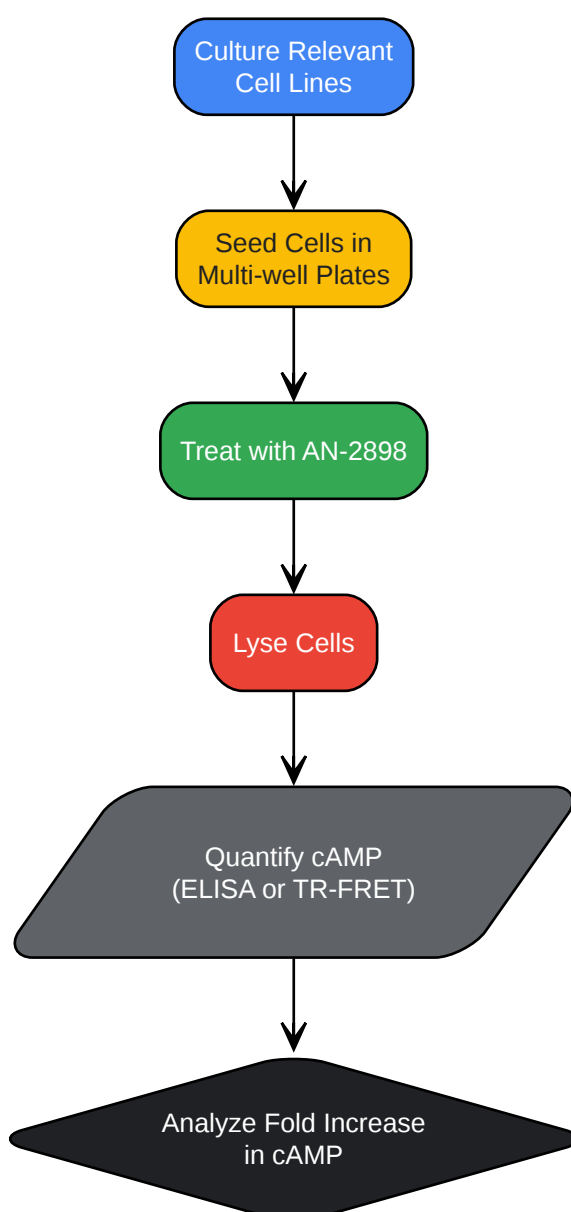 Culture Relevant
Cell Lines
Seed Cells in
Multi-well Plates
Treat with AN-2898
Lyse Cells
Quantify cAMP
(ELISA or TR-FRET)
Analyze Fold Increase
in cAMP